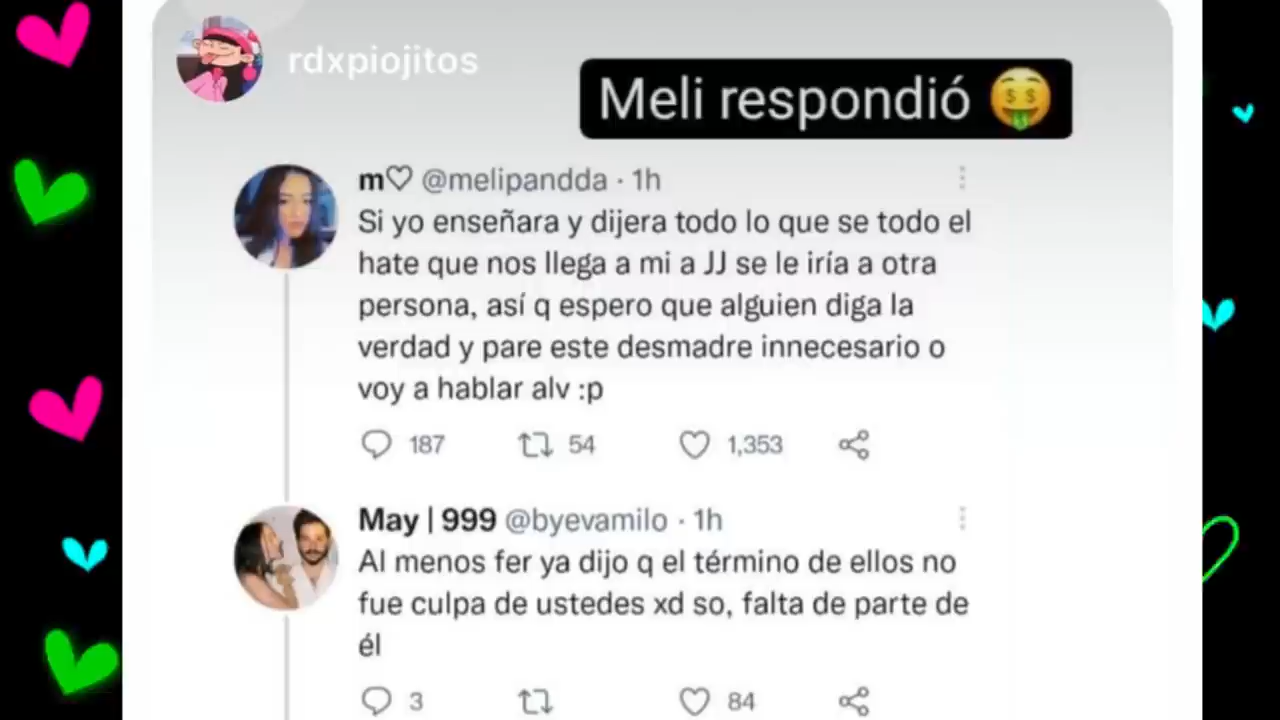 rdxpiojitos
Meli respondió 🤑
m♡ @melipandda · 1h
Si yo enseñara y dijera todo lo que se todo el
hate que nos llega a mi a JJ se le iría a otra
persona, así q espero que alguien diga la
verdad y pare este desmadre innecesario o
voy a hablar alv :p
187 54 1,353
May | 999 @byevamilo · 1h
Al menos fer ya dijo q el término de ellos no
fue culpa de ustedes xd so, falta de parte de
él
3 84